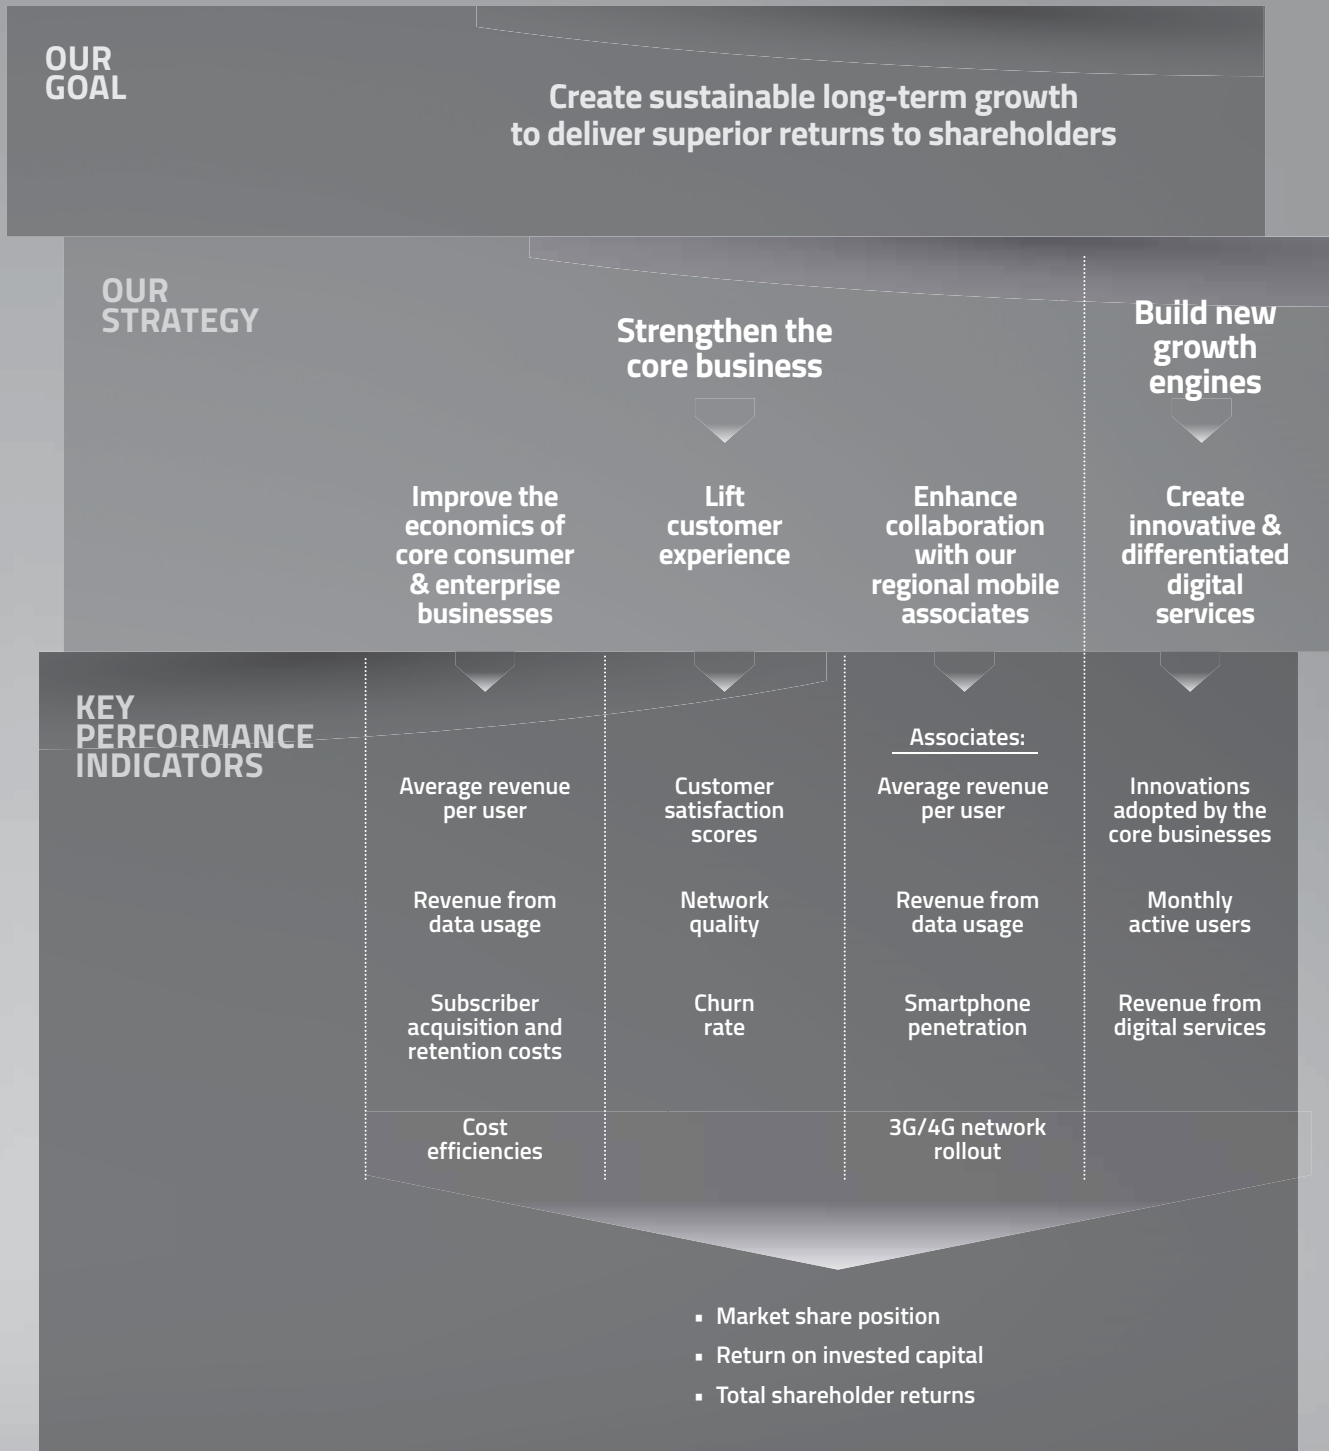 OUR
GOAL
Create sustainable long-term growth
to deliver superior returns to shareholders
OUR
STRATEGY
Strengthen the
core business
Build new
growth
engines
Improve the
economics of
core consumer
& enterprise
businesses
Lift
customer
experience
Enhance
collaboration
with our
regional mobile
associates
Create
innovative &
differentiated
digital
services
KEY
PERFORMANCE
INDICATORS
Average revenue
per user
Revenue from
data usage
Subscriber
acquisition and
retention costs
Cost
efficiencies
Customer
satisfaction
scores
Network
quality
Churn
rate
Associates:
Average revenue
per user
Revenue from
data usage
Smartphone
penetration
3G/4G network
rollout
Innovations
adopted by the
core businesses
Monthly
active users
Revenue from
digital services
▪ Market share position
▪ Return on invested capital
▪ Total shareholder returns